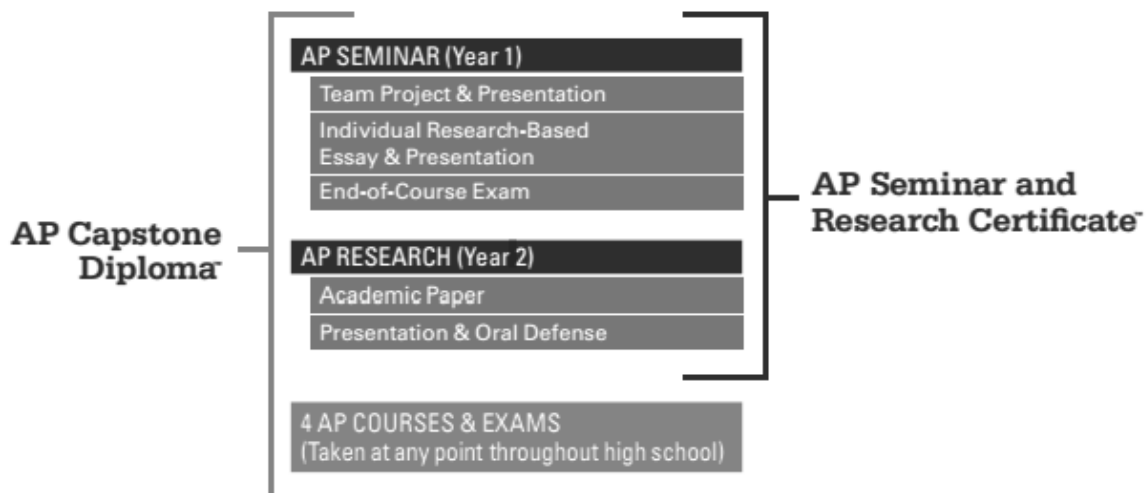 AP SEMINAR (Year 1)
Team Project & Presentation
Individual Research-Based
Essay & Presentation
End-of-Course Exam
AP Seminar and
Research Certificate™
AP Capstone
Diploma™
AP RESEARCH (Year 2)
Academic Paper
Presentation & Oral Defense
4 AP COURSES & EXAMS
(Taken at any point throughout high school)